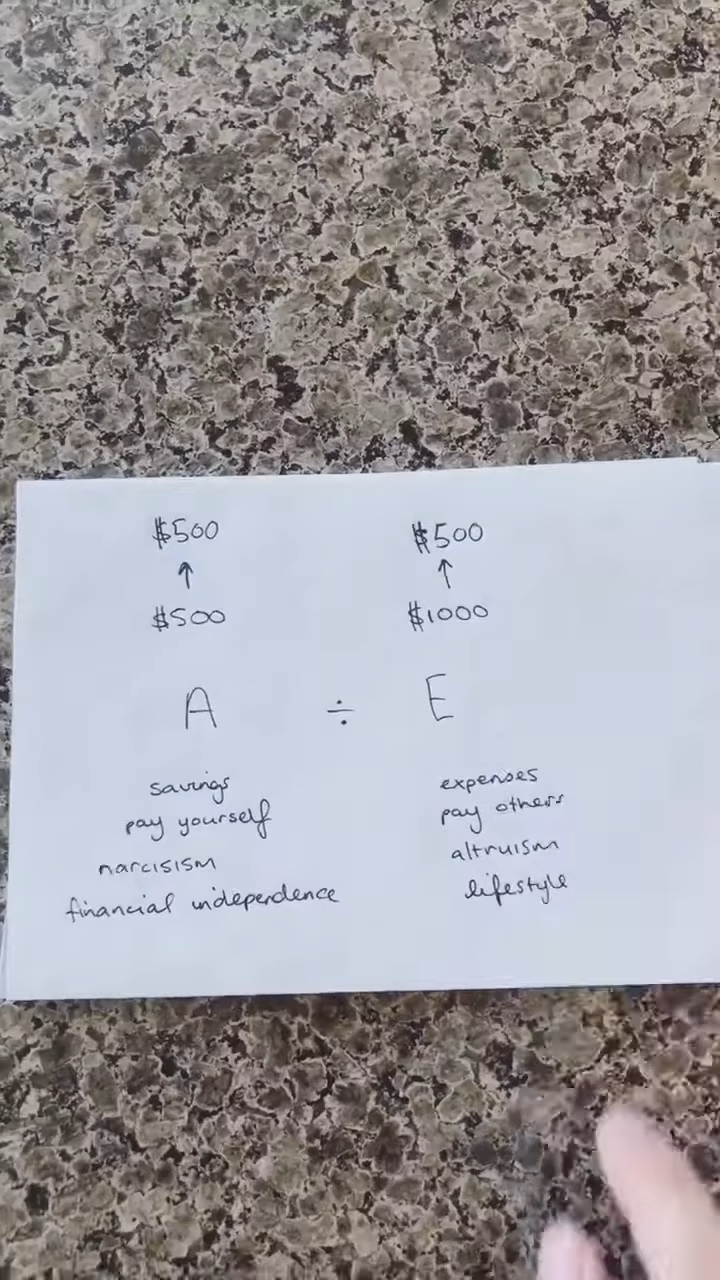 $500 $500
↑ ↑
$500 $1000
A ÷ E
savings expenses
pay yourself pay others
narcisism altruism
financial independence lifestyle